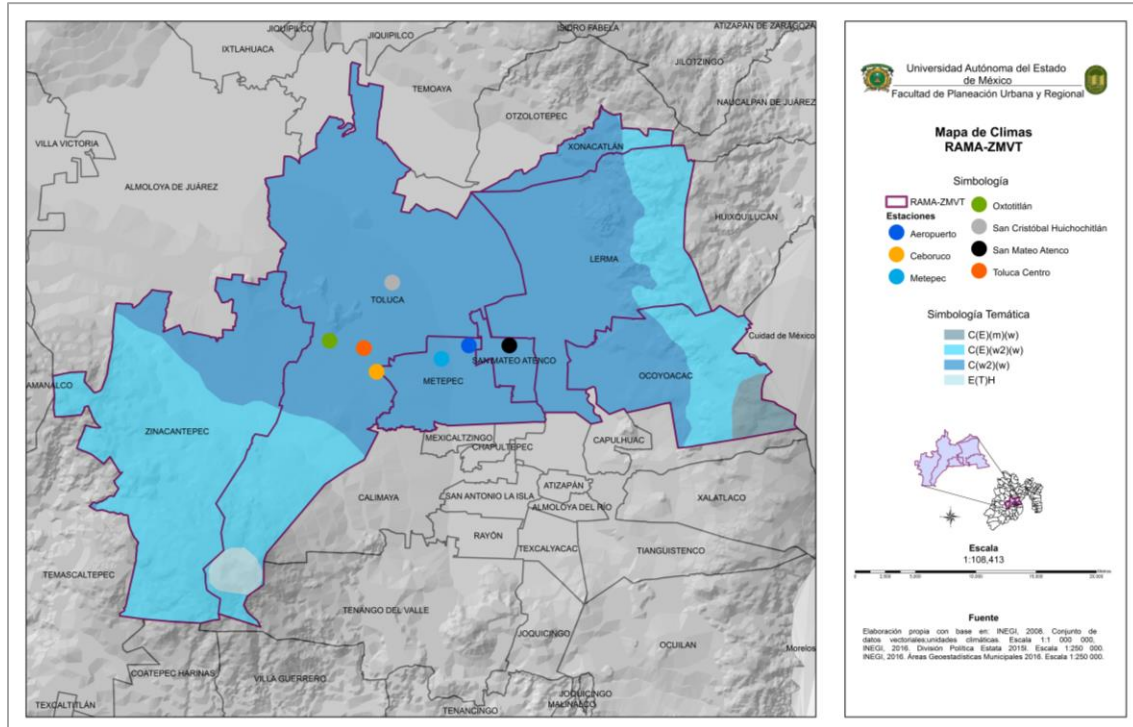 JIQUIPILCO
JIQUIPILCO
ISIDRO FABELA
ATIZAPÁN DE ZARAGOZA
IXTLAHUACA
JILOTZINGO
TEMOAYA
NAUCALPAN DE JUÁREZ
OTZOLOTEPEC
VILLA VICTORIA
XONACATLÁN
ALMOLOYA DE JUÁREZ
HUIXQUILUCAN
LERMA
TOLUCA
Cuidad de México
SAN MATEO ATENCO
AMANALCO
METEPEC
OCOYOACAC
ZINACANTEPEC
MEXICALTZINGO
CHAPULTEPEC
CAPULHUAC
CALIMAYA
SAN ANTONIO LA ISLA
ATIZAPÁN
XALATLACO
ALMOLOYA DEL RÍO
RAYÓN
TEXCALYACAC
TIANGUISTENCO
TEMASCALTEPEC
TENANGO DEL VALLE
JOQUICINGO
OCUILAN
Morelos
COATEPEC HARINAS
VILLA GUERRERO
JOQUICINGO
MALINALCO
TEXCALTITLÁN
TENANCINGO
Universidad Autónoma del Estado
de México
Facultad de Planeación Urbana y Regional
Mapa de Climas
RAMA-ZMVT
Simbología
RAMA-ZMVT
Estaciones
Aeropuerto
Ceboruco
Metepec
Oxtotitlán
San Cristóbal Huichochitlán
San Mateo Atenco
Toluca Centro
Simbología Temática
C(E)(m)(w)
C(E)(w2)(w)
C(w2)(w)
E(T)H
Escala
1:108,413
Fuente
Elaboración propia con base en: INEGI, 2008. Conjunto de
datos vectoriales:unidades climáticas. Escala 1:1 000 000,
INEGI, 2016. División Política Estata 2015l. Escala 1:250 000.
INEGI, 2016. Áreas Geoestadísticas Municipales 2016. Escala 1:250 000.